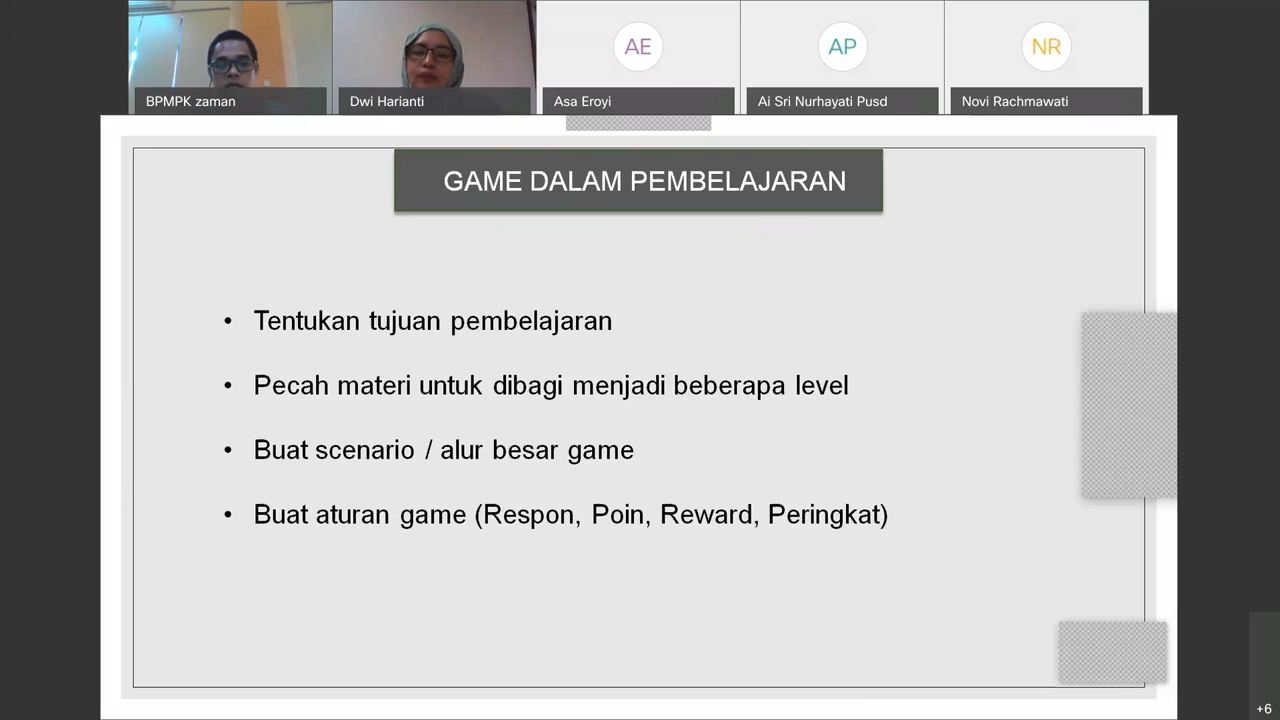 AE
AP
NR
BPMPK zaman
Dwi Harianti
Asa Eroyi
Ai Sri Nurhayati Pusd
Novi Rachmawati
GAME DALAM PEMBELAJARAN
• Tentukan tujuan pembelajaran
• Pecah materi untuk dibagi menjadi beberapa level
• Buat scenario / alur besar game
• Buat aturan game (Respon, Poin, Reward, Peringkat)
+6